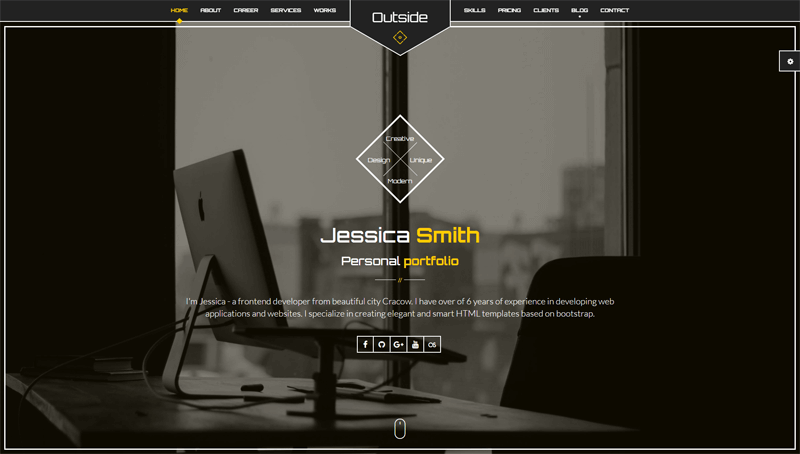 HOME ABOUT CAREER SERVICES WORKS Outside SKILLS PRICING CLIENTS BLOG CONTACT
Creative
Design Unique
Modern
Jessica Smith
Personal portfolio
//
I'm Jessica - a frontend developer from beautiful city Cracow. I have over of 6 years of experience in developing web
applications and websites. I specialize in creating elegant and smart HTML templates based on bootstrap.